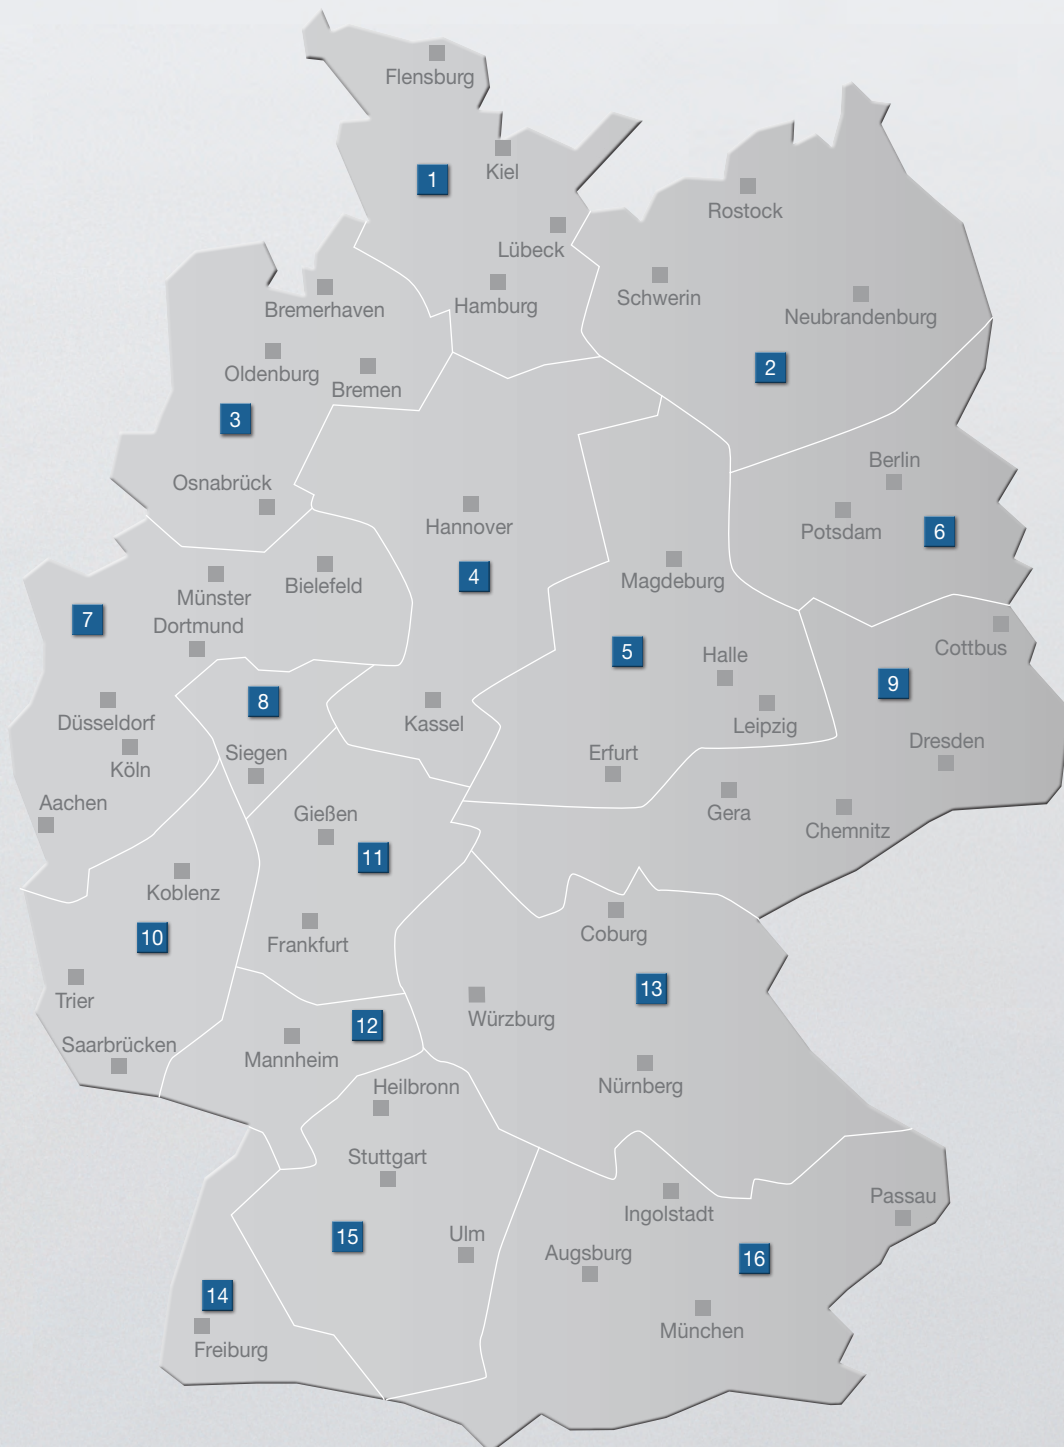 Flensburg
Kiel
1
Rostock
Lübeck
Schwerin
Hamburg
Bremerhaven
Neubrandenburg
2
Oldenburg
Bremen
3
Berlin
Osnabrück
Hannover
Potsdam
6
4
Magdeburg
Bielefeld
Münster
7
Dortmund
5
Halle
Cottbus
9
8
Düsseldorf
Kassel
Leipzig
Siegen
Erfurt
Dresden
Köln
Aachen
Gießen
Gera
Chemnitz
11
Koblenz
10
Frankfurt
Coburg
13
Trier
Würzburg
12
Saarbrücken
Mannheim
Heilbronn
Nürnberg
Stuttgart
Passau
Ingolstadt
15
Ulm
Augsburg
16
14
München
Freiburg